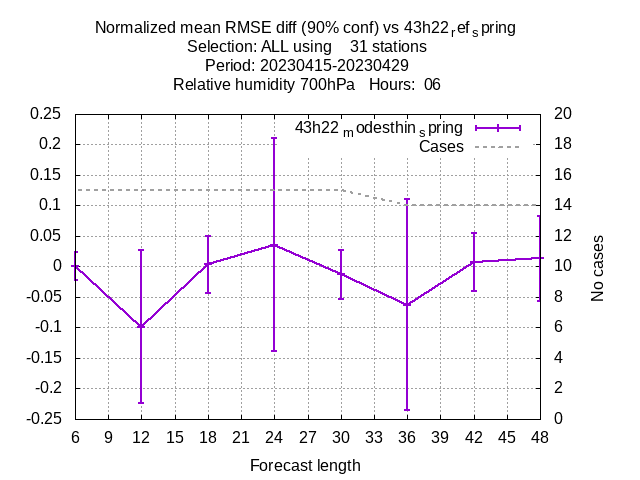 Normalized mean RMSE diff (90% conf) vs 43h22refspring
Selection: ALL using 31 stations
Period: 20230415-20230429
Relative humidity 700hPa Hours: 06
0.25 20
43h22modesthinspring
0.2 18
Cases
0.15 16
0.1 14
0.05 12
0 10
-0.05 8
-0.1 6
-0.15 4
-0.2 2
-0.25 0
No cases
6 9 12 15 18 21 24 27 30 33 36 39 42 45 48
Forecast length